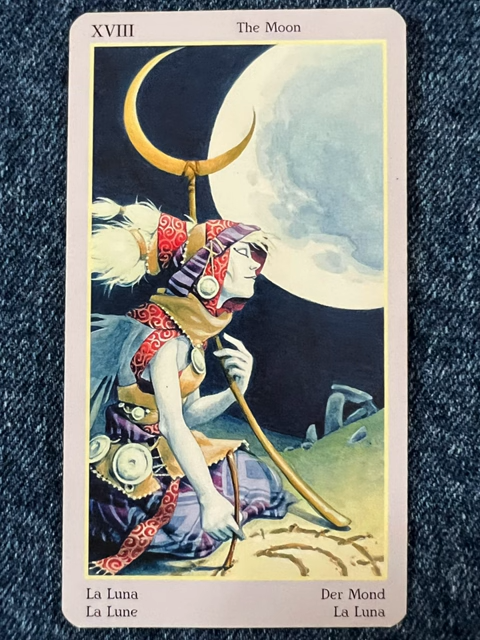 XVIII
The Moon
La Luna
La Lune
Der Mond
La Luna